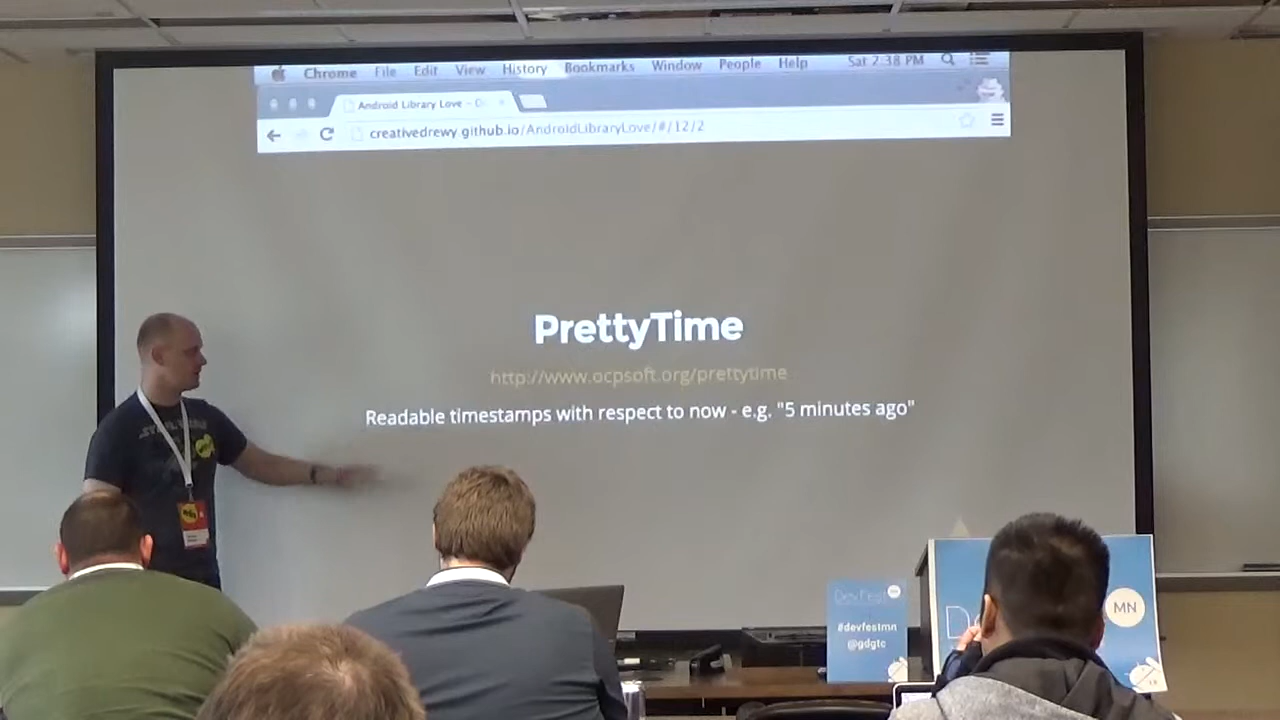 Chrome File Edit View History Bookmarks Window People Help Sat 2:38 PM
Android Library Love
creativedrewy.github.io/AndroidLibraryLove/#/12/2
PrettyTime
http://www.ocpsoft.org/prettytime
Readable timestamps with respect to now - e.g. "5 minutes ago"
DevFest MN
#devfestmn
@gdgtc
MN